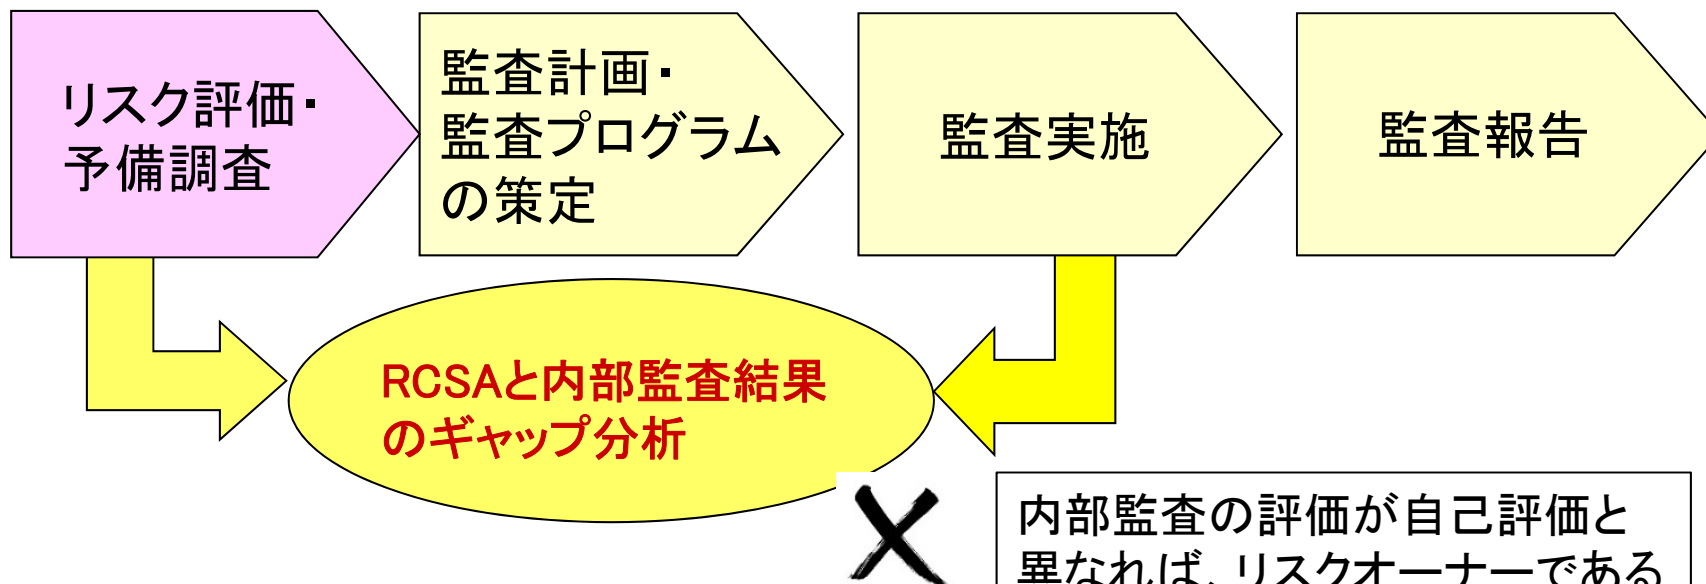 リスク評価・
予備調査
監査計画・
監査プログラム
の策定
監査実施
監査報告
RCSAと内部監査結果
のギャップ分析
内部監査の評価が自己評価と
異なれば、リスクオーナーである